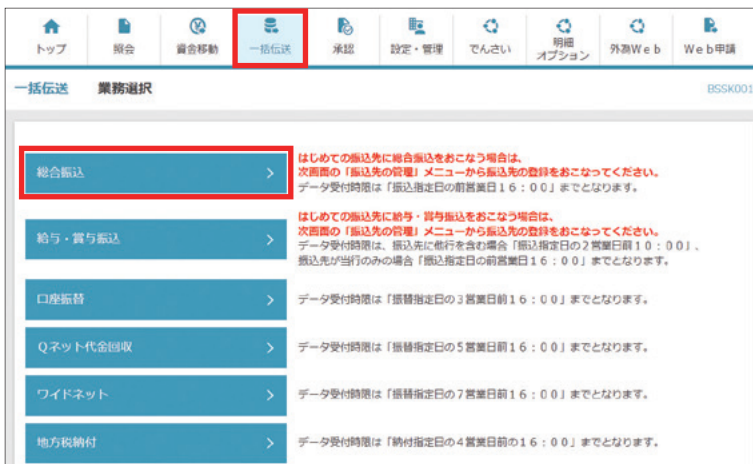 トップ
照会
資金移動
一括伝送
承認
設定・管理
でんさい
明細
オプション
外為Web
Web申請
一括伝送 業務選択
BSSK001
総合振込
はじめての振込先に総合振込をおこなう場合は、
次画面の「振込先の管理」メニューから振込先の登録をおこなってください。
データ受付時限は「振込指定日の前営業日16:00」までとなります。
給与・賞与振込
はじめての振込先に給与・賞与振込をおこなう場合は、
次画面の「振込先の管理」メニューから振込先の登録をおこなってください。
データ受付時限は、振込先に他行を含む場合「振込指定日の2営業日前10:00」、
振込先が当行のみの場合「振込指定日の前営業日16:00」までとなります。
口座振替
データ受付時限は「振替指定日の3営業日前16:00」までとなります。
Qネット代金回収
データ受付時限は「振替指定日の5営業日前16:00」までとなります。
ワイドネット
データ受付時限は「振替指定日の7営業日前16:00」までとなります。
地方税納付
データ受付時限は「納付指定日の4営業日前の16:00」までとなります。